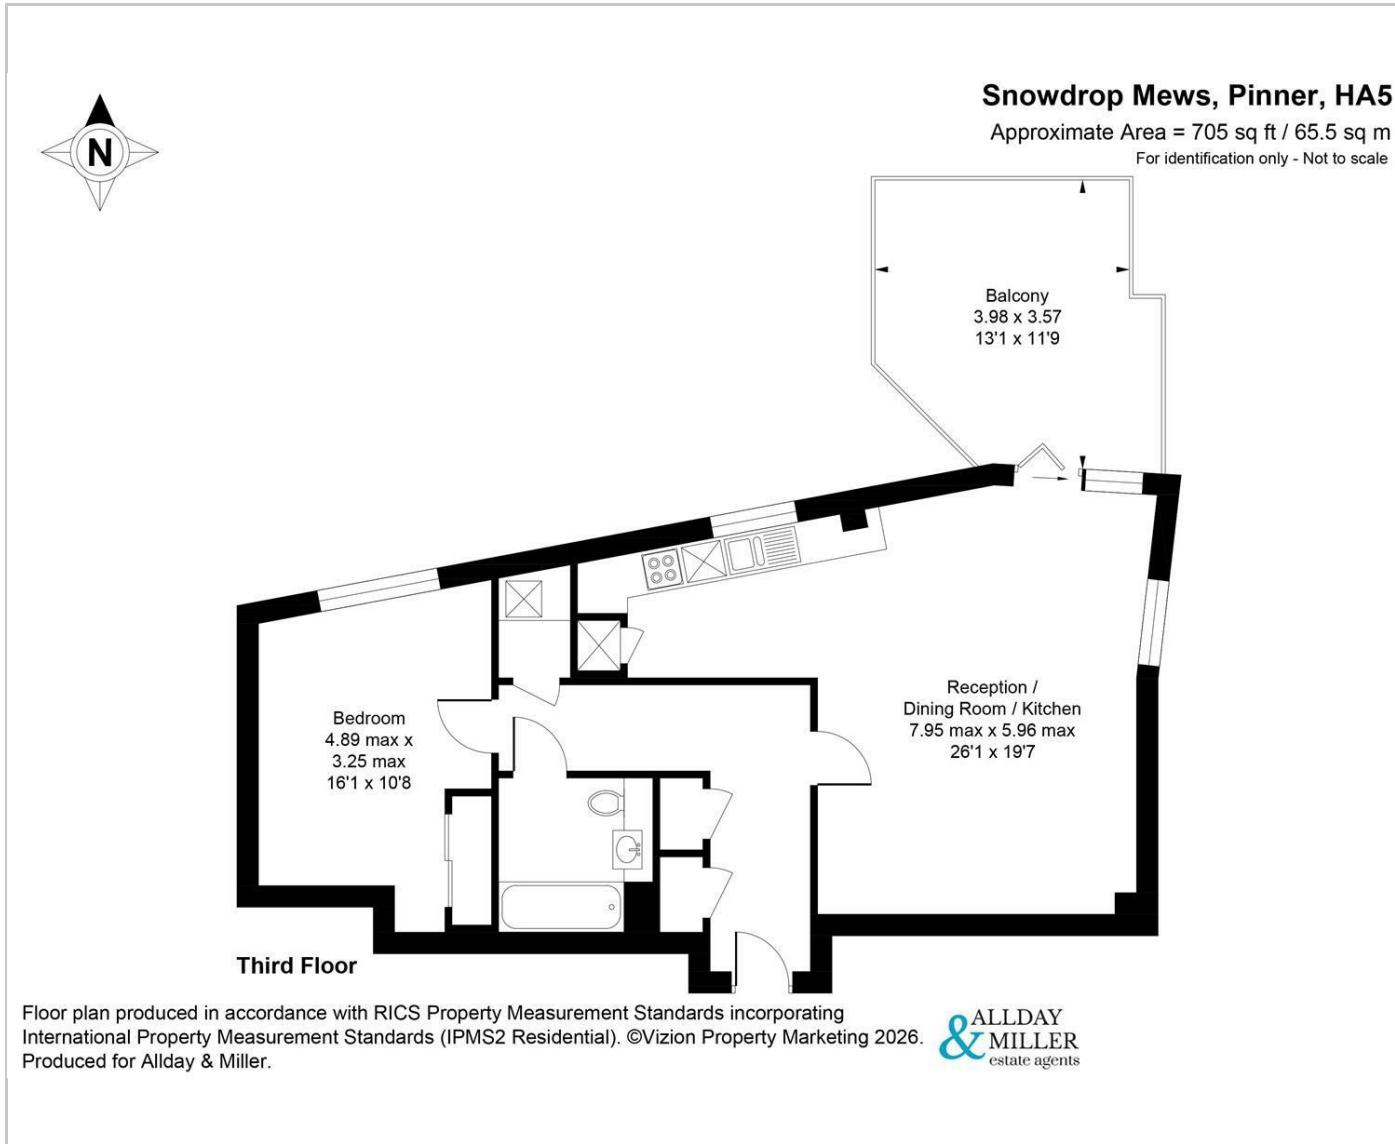 N
Snowdrop Mews, Pinner, HA5
Approximate Area = 705 sq ft / 65.5 sq m
For identification only - Not to scale
Balcony
3.98 x 3.57
13'1 x 11'9
Reception /
Dining Room / Kitchen
7.95 max x 5.96 max
26'1 x 19'7
Bedroom
4.89 max x
3.25 max
16'1 x 10'8
Third Floor
Floor plan produced in accordance with RICS Property Measurement Standards incorporating
International Property Measurement Standards (IPMS2 Residential). ©Vizion Property Marketing 2026.
Produced for Allday & Miller.
ALLDAY
& MILLER
estate agents